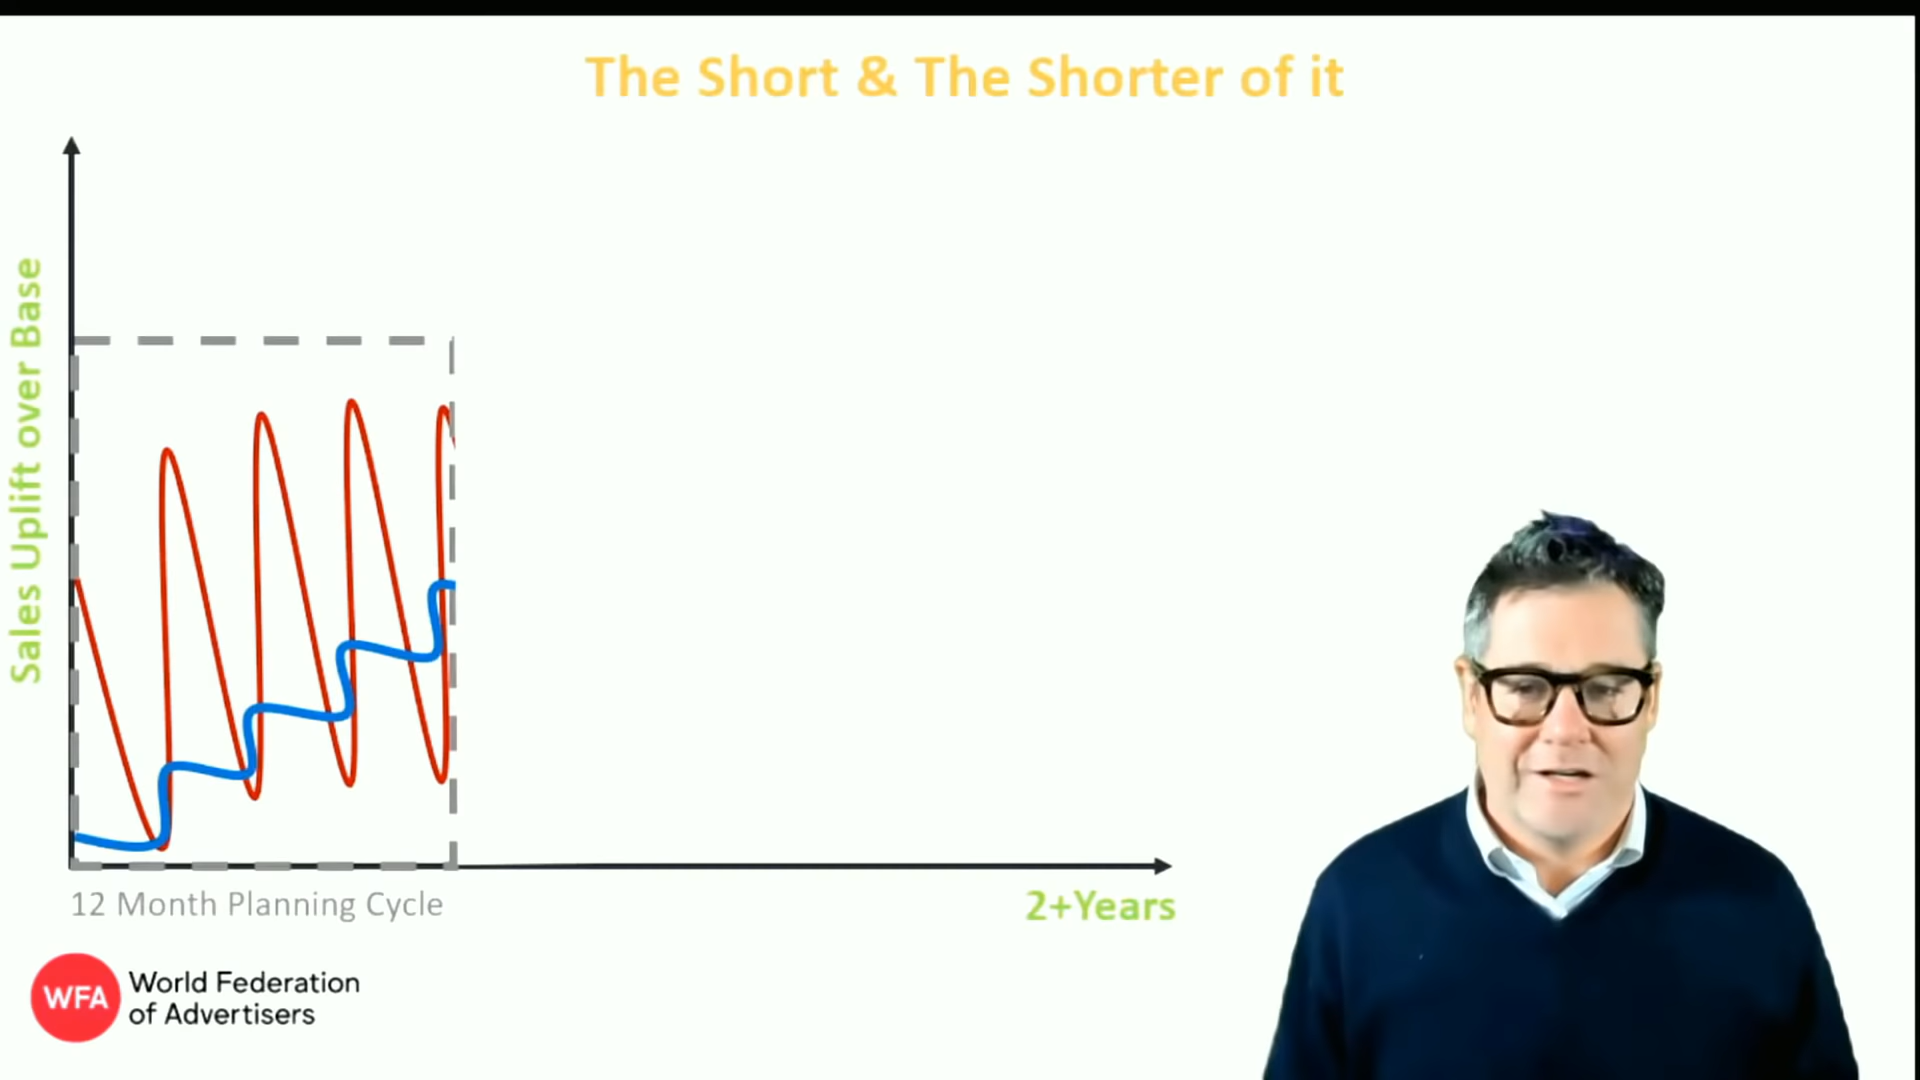 The Short & The Shorter of it
Sales Uplift over Base
12 Month Planning Cycle
2+Years
WFA
World Federation
of Advertisers